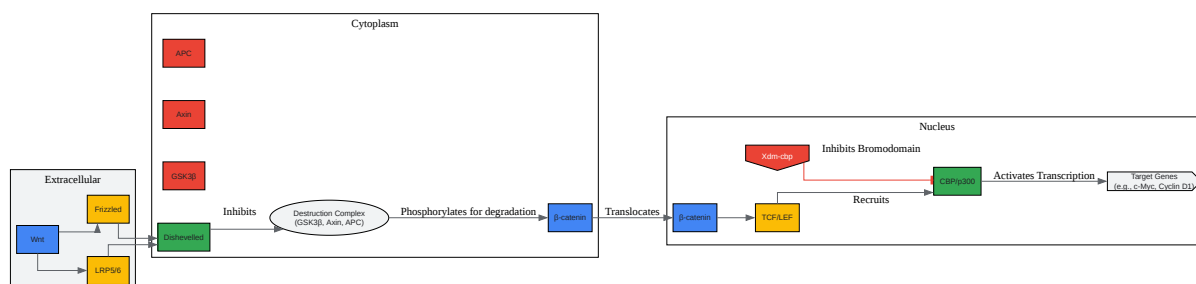 Cytoplasm
APC
Axin
GSK3β
Extracellular
Wnt
Frizzled
LRP5/6
Dishevelled
Inhibits
Destruction Complex
(GSK3β, Axin, APC)
Phosphorylates for degradation
β-catenin
Translocates
Nucleus
β-catenin
TCF/LEF
Xdm-cbp
Inhibits Bromodomain
Recruits
CBP/p300
Activates Transcription
Target Genes
(e.g., c-Myc, Cyclin D1)